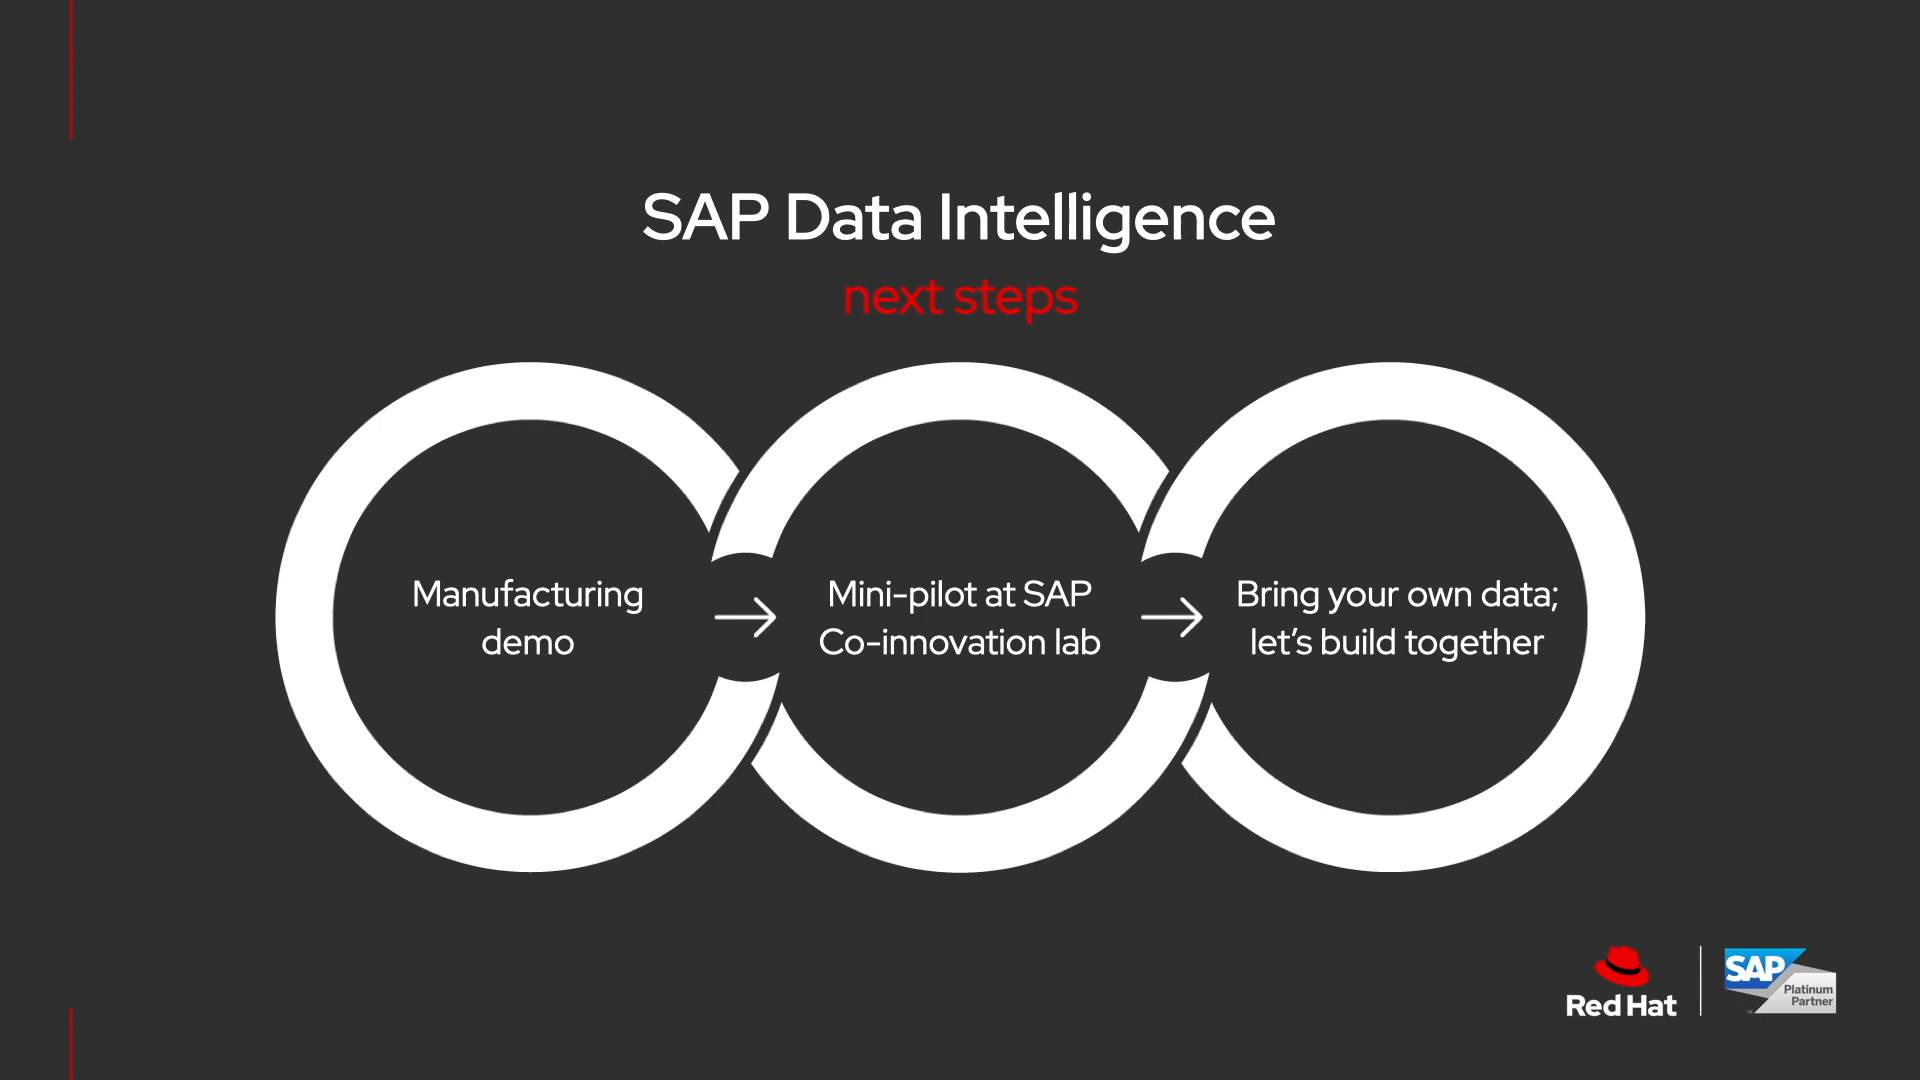 SAP Data Intelligence
next steps
Manufacturing
demo
Mini-pilot at SAP
Co-innovation lab
Bring your own data;
let’s build together
Red Hat
SAP
Platinum
Partner